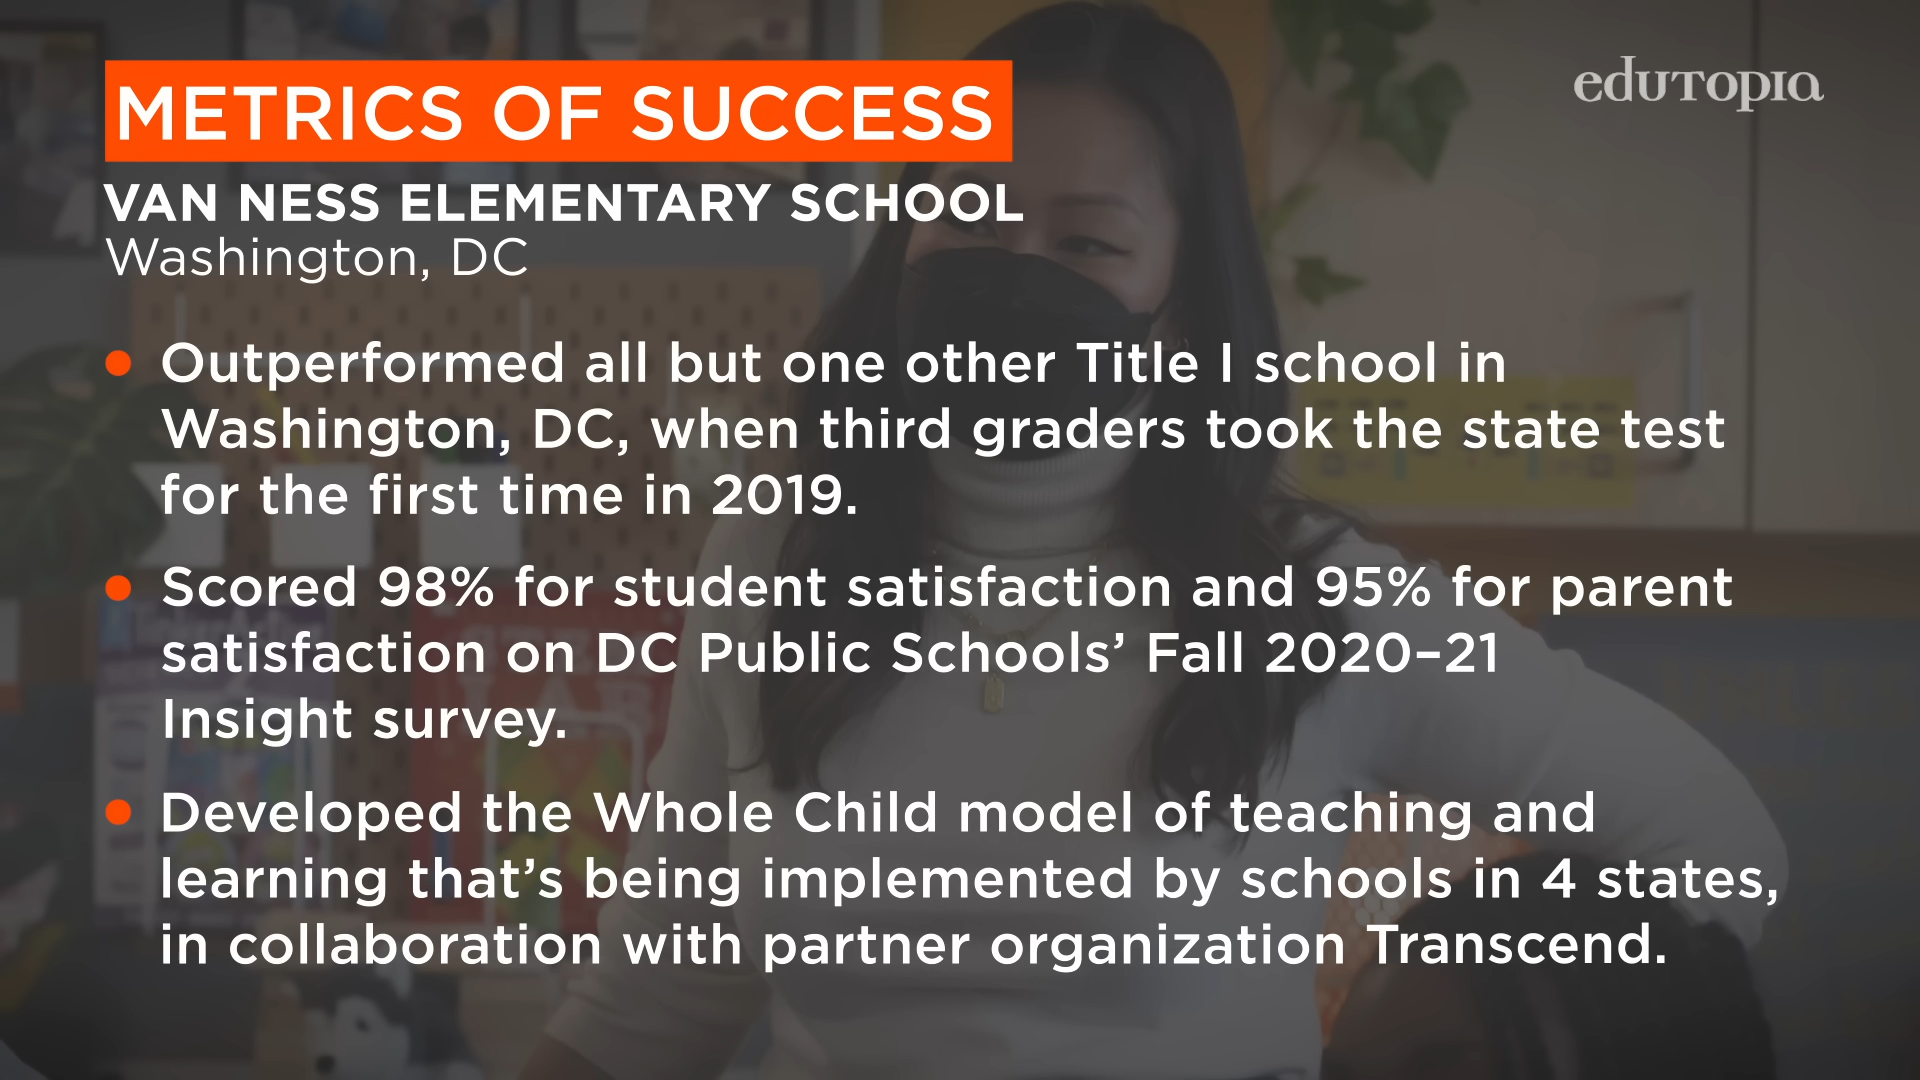 METRICS OF SUCCESS
edUTOPIA
VAN NESS ELEMENTARY SCHOOL
Washington, DC
Outperformed all but one other Title I school in
Washington, DC, when third graders took the state test
for the first time in 2019.
Scored 98% for student satisfaction and 95% for parent
satisfaction on DC Public Schools’ Fall 2020–21
Insight survey.
Developed the Whole Child model of teaching and
learning that’s being implemented by schools in 4 states,
in collaboration with partner organization Transcend.